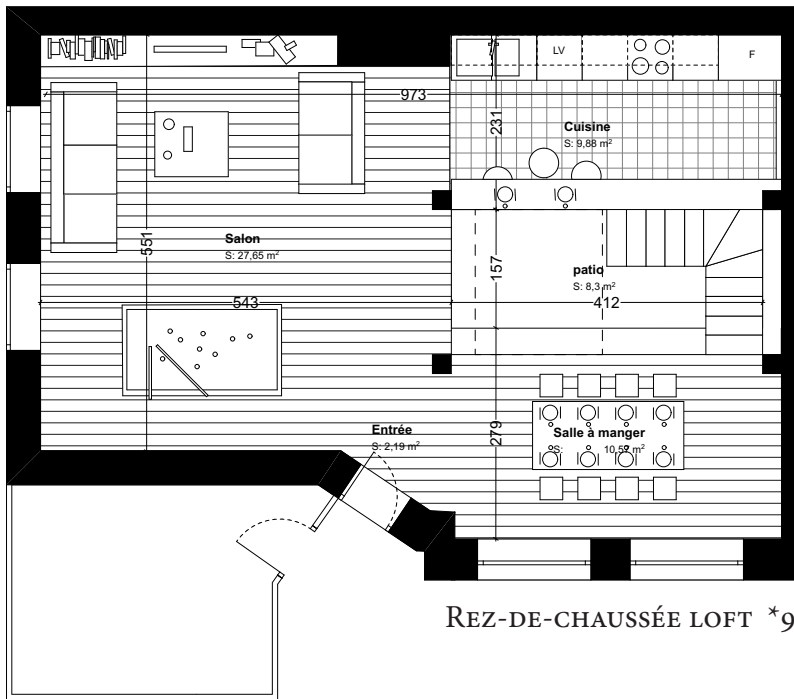 LV
F
973
231
Cuisine
S: 9,88 m²
551
Salon
S: 27,65 m²
157
patio
S: 8,3 m²
543
412
Entrée
S: 2,19 m²
279
Salle à manger
S: 10,52 m²
Rez-de-chaussée loft *9